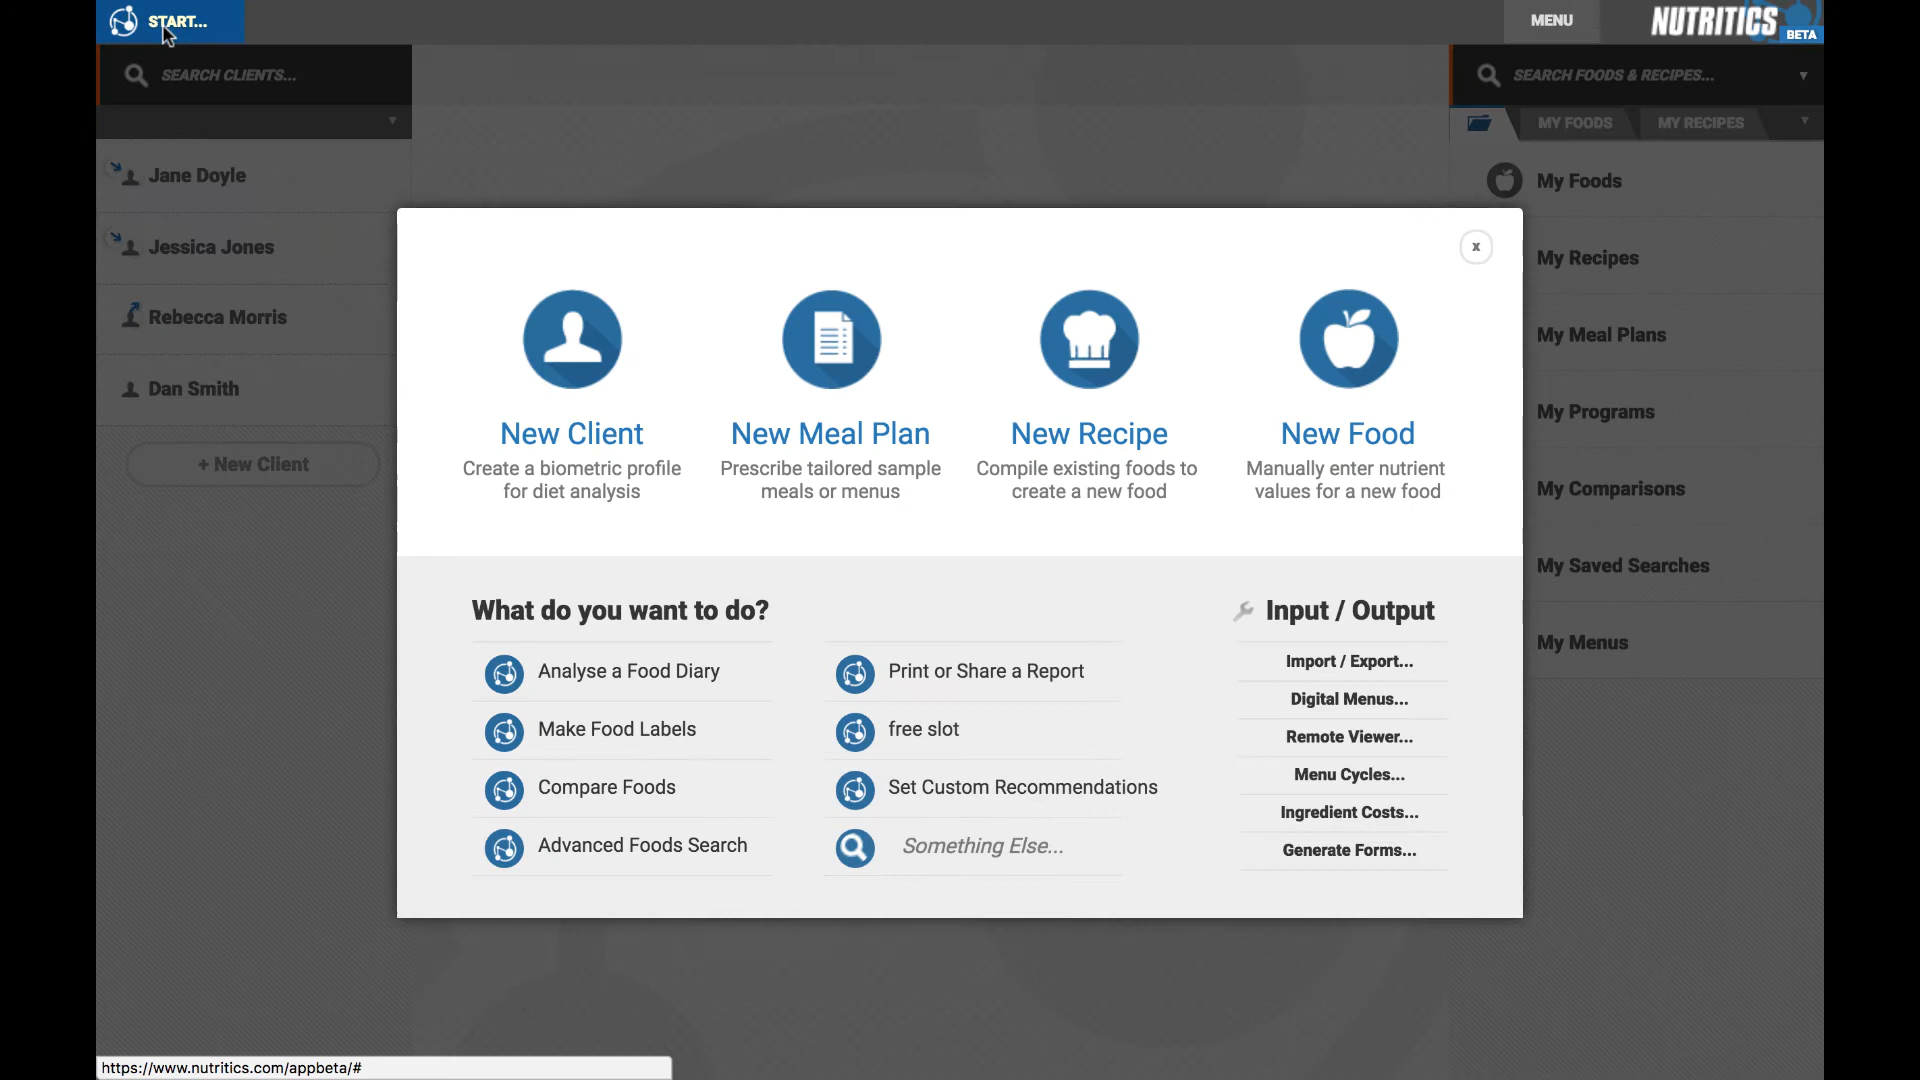 START...
MENU
NUTRITICS
BETA
SEARCH CLIENTS...
SEARCH FOODS & RECIPES...
MY FOODS
MY RECIPES
Jane Doyle
Jessica Jones
Rebecca Morris
Dan Smith
+ New Client
My Foods
My Recipes
My Meal Plans
My Programs
My Comparisons
My Saved Searches
My Menus
x
New Client
Create a biometric profile
for diet analysis
New Meal Plan
Prescribe tailored sample
meals or menus
New Recipe
Compile existing foods to
create a new food
New Food
Manually enter nutrient
values for a new food
What do you want to do?
Analyse a Food Diary
Make Food Labels
Compare Foods
Advanced Foods Search
Print or Share a Report
free slot
Set Custom Recommendations
Something Else...
Input / Output
Import / Export...
Digital Menus...
Remote Viewer...
Menu Cycles...
Ingredient Costs...
Generate Forms...
https://www.nutritics.com/appbeta/#